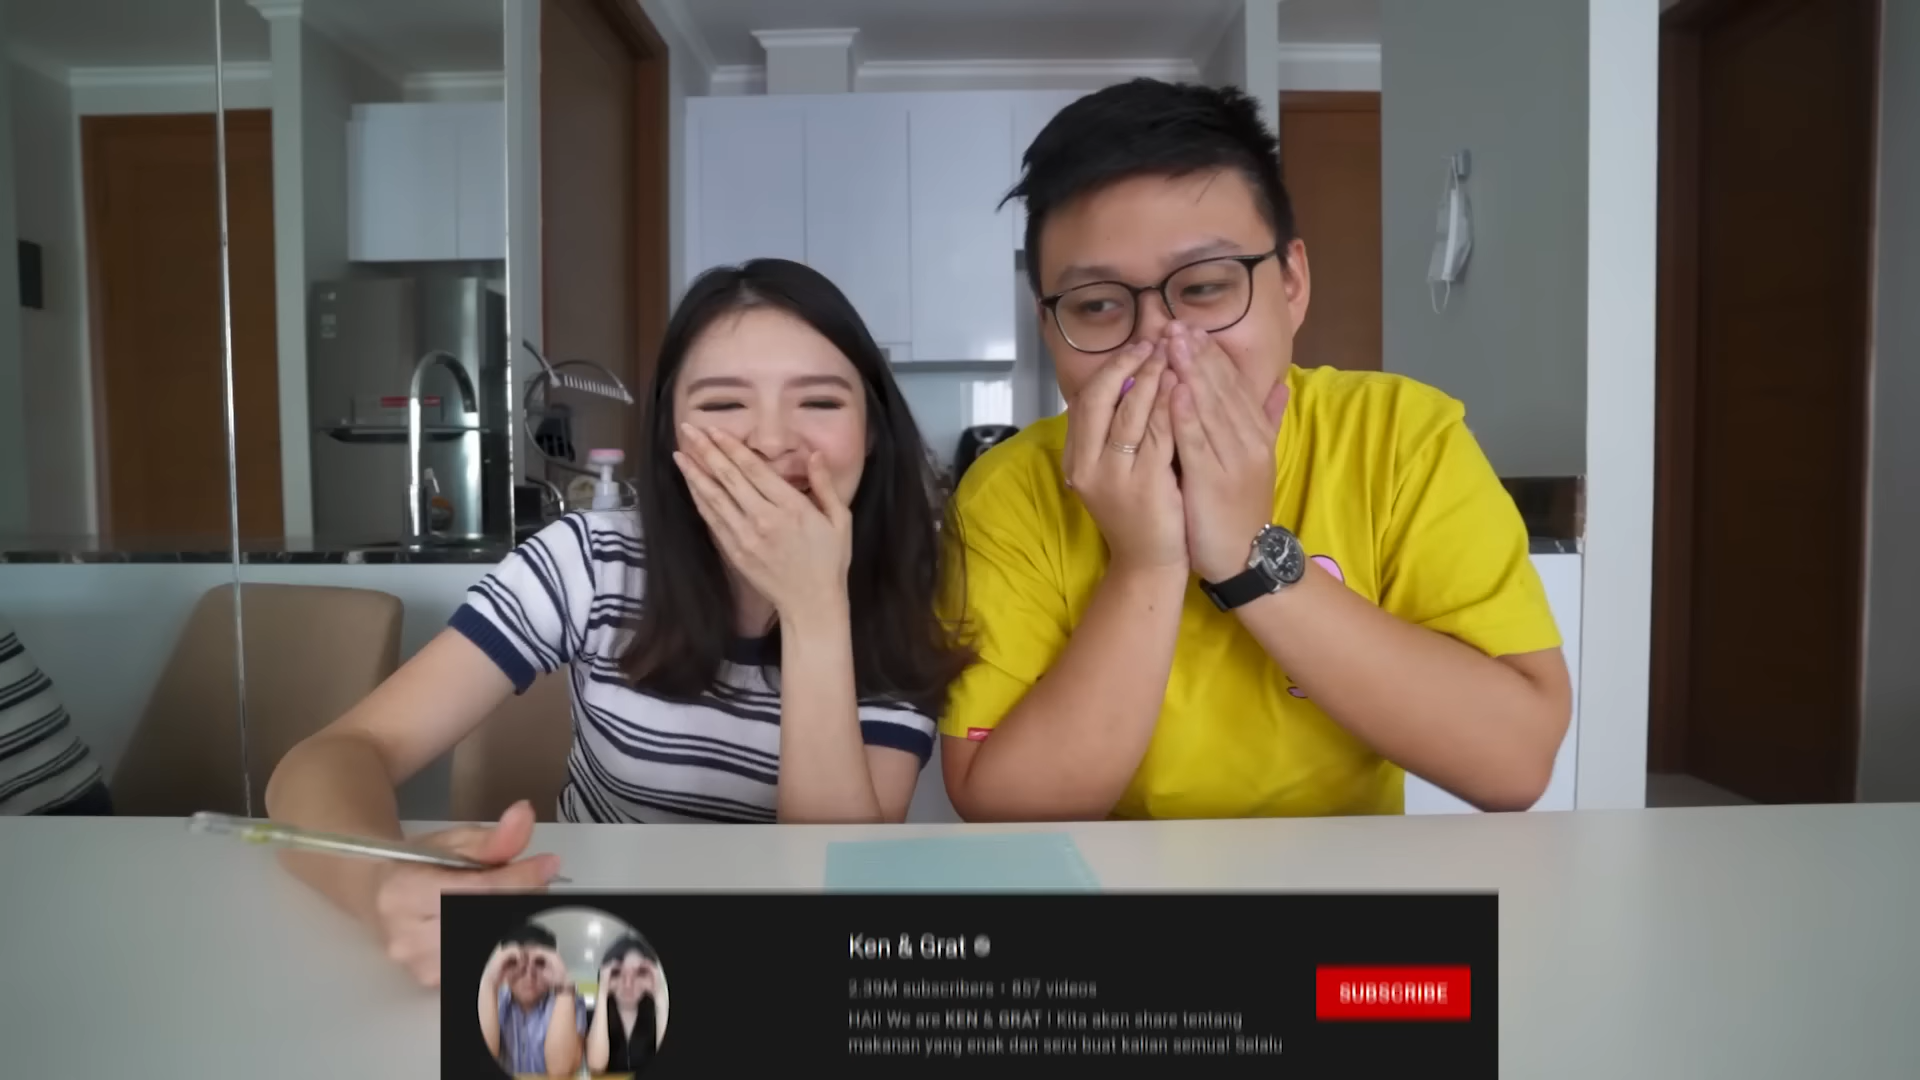 Ken & Grat
2.39M subscribers • 857 videos
HAI! We are KEN & GRAT ! Kita akan share tentang
makanan yang enak dan seru buat kalian semua! Selalu
SUBSCRIBE